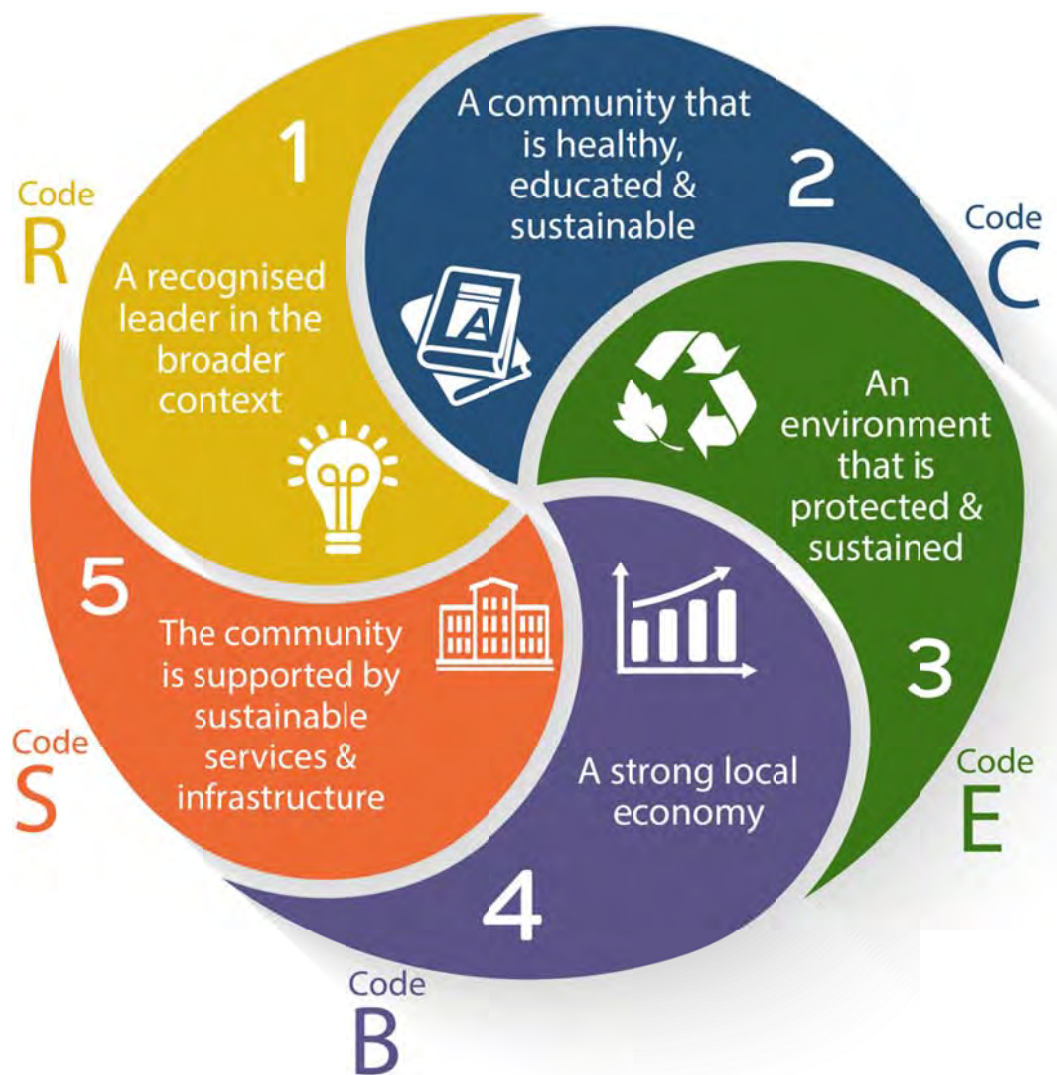 Code
R
1
A recognised
leader in the
broader
context
A community that
is healthy,
educated &
sustainable
2
Code
C
A
An
environment
that is
protected &
sustained
3
Code
E
A strong local
economy
4
Code
B
5
The community
is supported by
sustainable
services &
infrastructure
Code
S